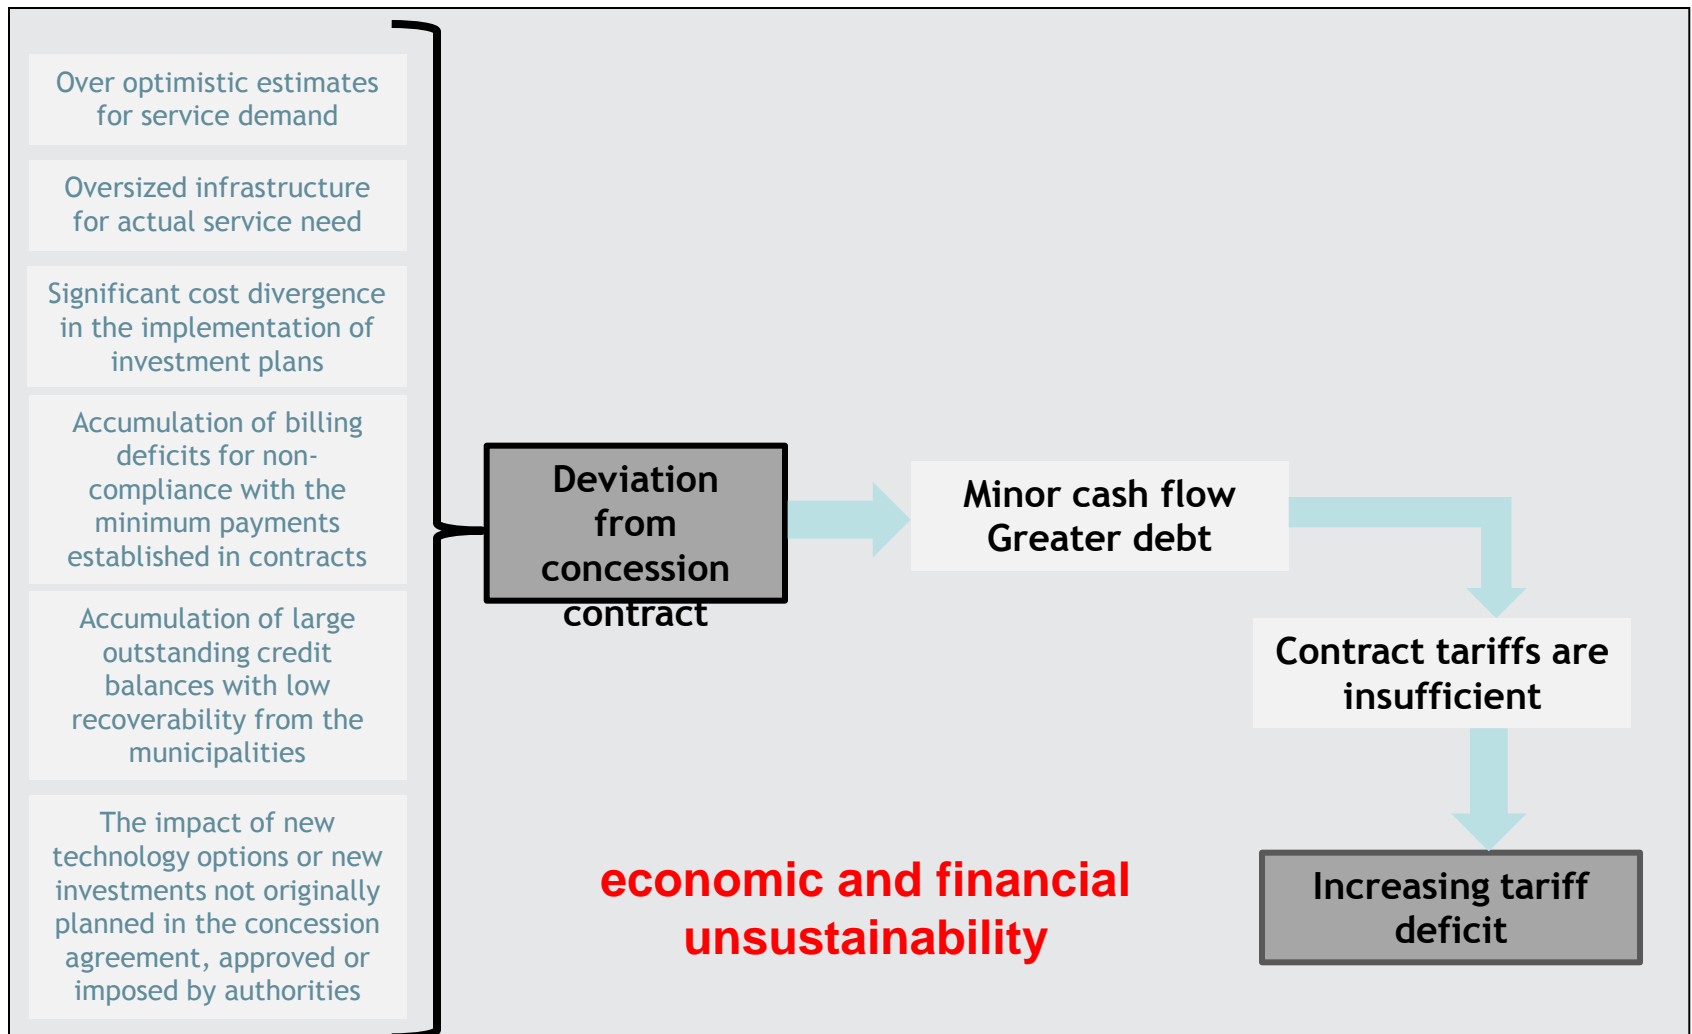 Over optimistic estimates
for service demand
Oversized infrastructure
for actual service need
Significant cost divergence
in the implementation of
investment plans
Accumulation of billing
deficits for non-
compliance with the
minimum payments
established in contracts
Accumulation of large
outstanding credit
balances with low
recoverability from the
municipalities
The impact of new
technology options or new
investments not originally
planned in the concession
agreement, approved or
imposed by authorities
Deviation
from
concession
contract
Minor cash flow
Greater debt
Contract tariffs are
insufficient
Increasing tariff
deficit
economic and financial
unsustainability